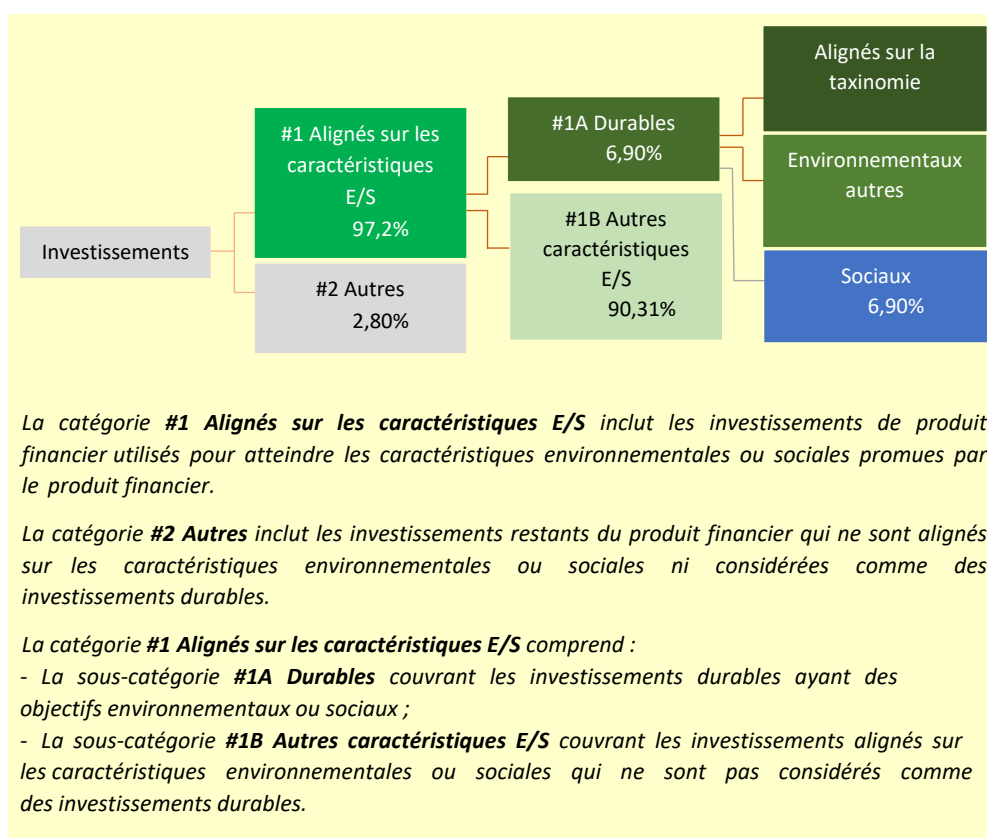 Alignés sur la
taxinomie
#1 Alignés sur les
caractéristiques
E/S
97,2%
#1A Durables
6,90%
Environnementaux
autres
#1B Autres
caractéristiques
E/S
90,31%
Investissements
#2 Autres
2,80%
Sociaux
6,90%
La catégorie #1 Alignés sur les caractéristiques E/S inclut les investissements de produit
financier utilisés pour atteindre les caractéristiques environnementales ou sociales promues par
le produit financier.
La catégorie #2 Autres inclut les investissements restants du produit financier qui ne sont alignés
sur les caractéristiques environnementales ou sociales ni considérées comme des
investissements durables.
La catégorie #1 Alignés sur les caractéristiques E/S comprend :
- La sous-catégorie #1A Durables couvrant les investissements durables ayant des
objectifs environnementaux ou sociaux ;
- La sous-catégorie #1B Autres caractéristiques E/S couvrant les investissements alignés sur
les caractéristiques environnementales ou sociales qui ne sont pas considérés comme
des investissements durables.